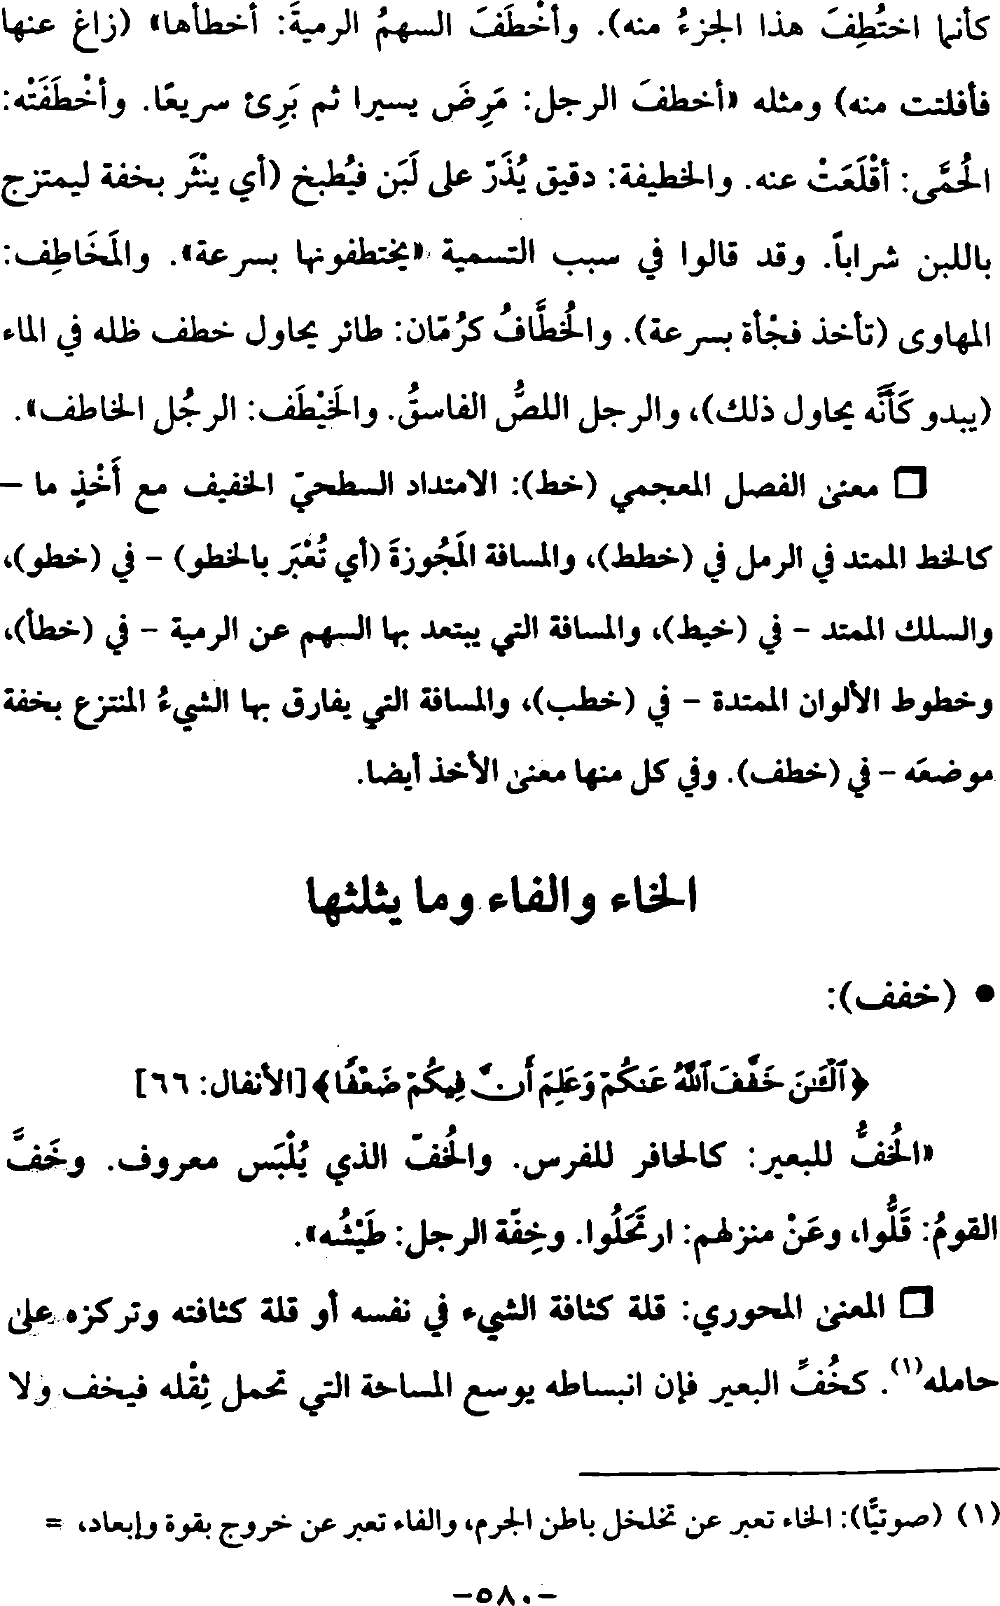 كأنما اختُطِفَ هذا الجزءُ منه). وأخْطَفَ السهمُ الرميةَ: أخطأها» (زاغ عنها
فأفلتت منه) ومثله «أخطفَ الرجل: مَرِضَ يسيرا ثم بَرِئ سريعًا. وأخْطَفَتْه:
الحُمَّى: أقْلَعَتْ عنه. والخطيفة: دقيق يُذَرّ على لَبَن فيُطبخ (أي ينْثَر بخفة ليمتزج
باللبن شراباً. وقد قالوا في سبب التسمية «يختطفونها بسرعة». والمَخَاطِف:
المهاوى (تأخذ فجْأة بسرعة). والخُطَّافُ كرُمّان: طائر يحاول خطف ظله في الماء
(يبدو كَأَنَّه يحاول ذلك)، والرجل اللصُّ الفاسقُ. والخَيْطَف: الرجُل الخاطف».
□ معنى الفصل المعجمي (خط): الامتداد السطحيّ الخفيف مع أَخْذٍ ما –
كالخط الممتد في الرمل في (خطط)، والمسافة المَجُوزةَ (أي تُعْبَر بالخطو) – في (خطو)،
والسلك الممتد – في (خيط)، والمسافة التي يبتعد بها السهم عن الرمية – في (خطأ)،
وخطوط الألوان الممتدة – في (خطب)، والمسافة التي يفارق بها الشيءُ المنتزع بخفة
موضعَه – في (خطف). وفي كل منها معنى الأخذ أيضا.
الخاء والفاء وما يثلثها
• (خفف):
﴿ٱلْـَٰٔنَ خَفَّفَ ٱللَّهُ عَنكُمْ وَعَلِمَ أَنَّ فِيكُمْ ضَعْفًا﴾ [الأنفال: ٦٦]
«الخُفُّ للبعير: كالحافر للفرس. والخُفّ الذي يُلْبَس معروف. وخَفَّ
القومُ: قَلُّوا، وعَنْ منزلهم: ارتَحَلُوا. وخِفّة الرجل: طَيْشُه».
□ المعنى المحوري: قلة كثافة الشيء في نفسه أو قلة كثافته وتركزه على
حامله(١). كخُفِّ البعير فإن انبساطه يوسع المساحة التي تحمل ثِقْله فيخف ولا
(١) (صوتيًّا): الخاء تعبر عن تخلخل باطن الجرم، والفاء تعبر عن خروج بقوة وإبعاد، =
-٥٨٠-